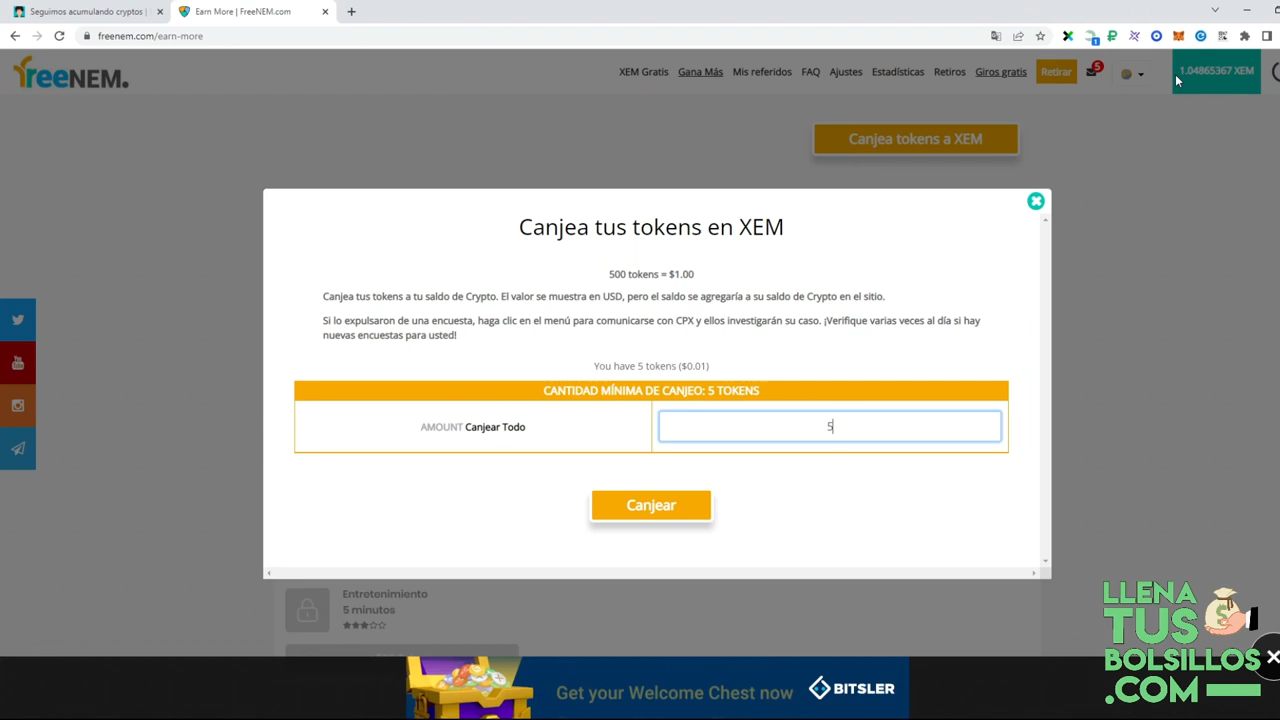 Seguimos acumulando cryptos |
Earn More | FreeNEM.com
freenem.com/earn-more
1
freeNEM.
XEM Gratis
Gana Más
Mis referidos
FAQ
Ajustes
Estadísticas
Retiros
Giros gratis
Retirar
5
1.04865367 XEM
Canjea tokens a XEM
Canjea tus tokens en XEM
500 tokens = $1.00
Canjea tus tokens a tu saldo de Crypto. El valor se muestra en USD, pero el saldo se agregaría a su saldo de Crypto en el sitio.
Si lo expulsaron de una encuesta, haga clic en el menú para comunicarse con CPX y ellos investigarán su caso. ¡Verifique varias veces al día si hay
nuevas encuestas para usted!
You have 5 tokens ($0.01)
CANTIDAD MÍNIMA DE CANJEO: 5 TOKENS
AMOUNT Canjear Todo
5
Canjear
Entretenimiento
5 minutos
Get your Welcome Chest now
BITSLER
LLENA
TUS
BOLSILLOS
.COM